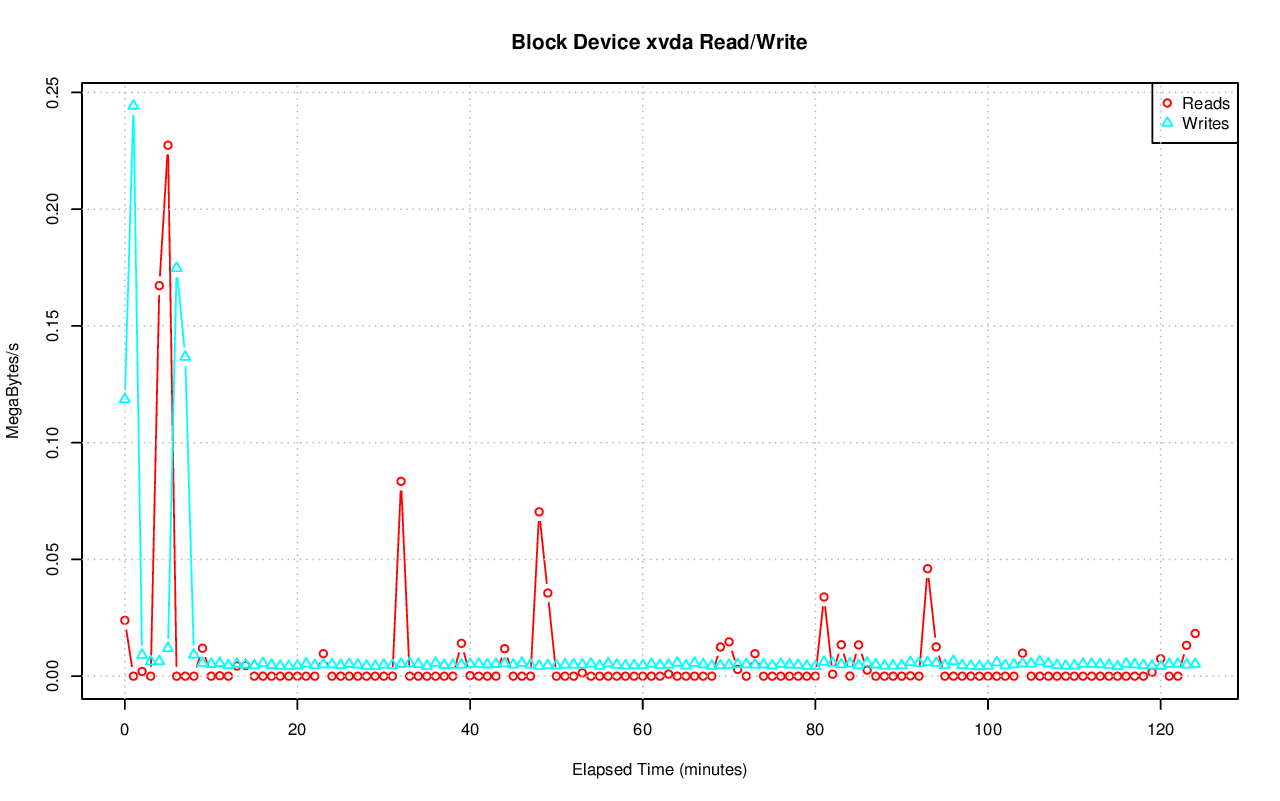 Block Device xvda Read/Write
Reads
Writes
MegaBytes/s
0.25
0.20
0.15
0.10
0.05
0.00
0 20 40 60 80 100 120
Elapsed Time (minutes)